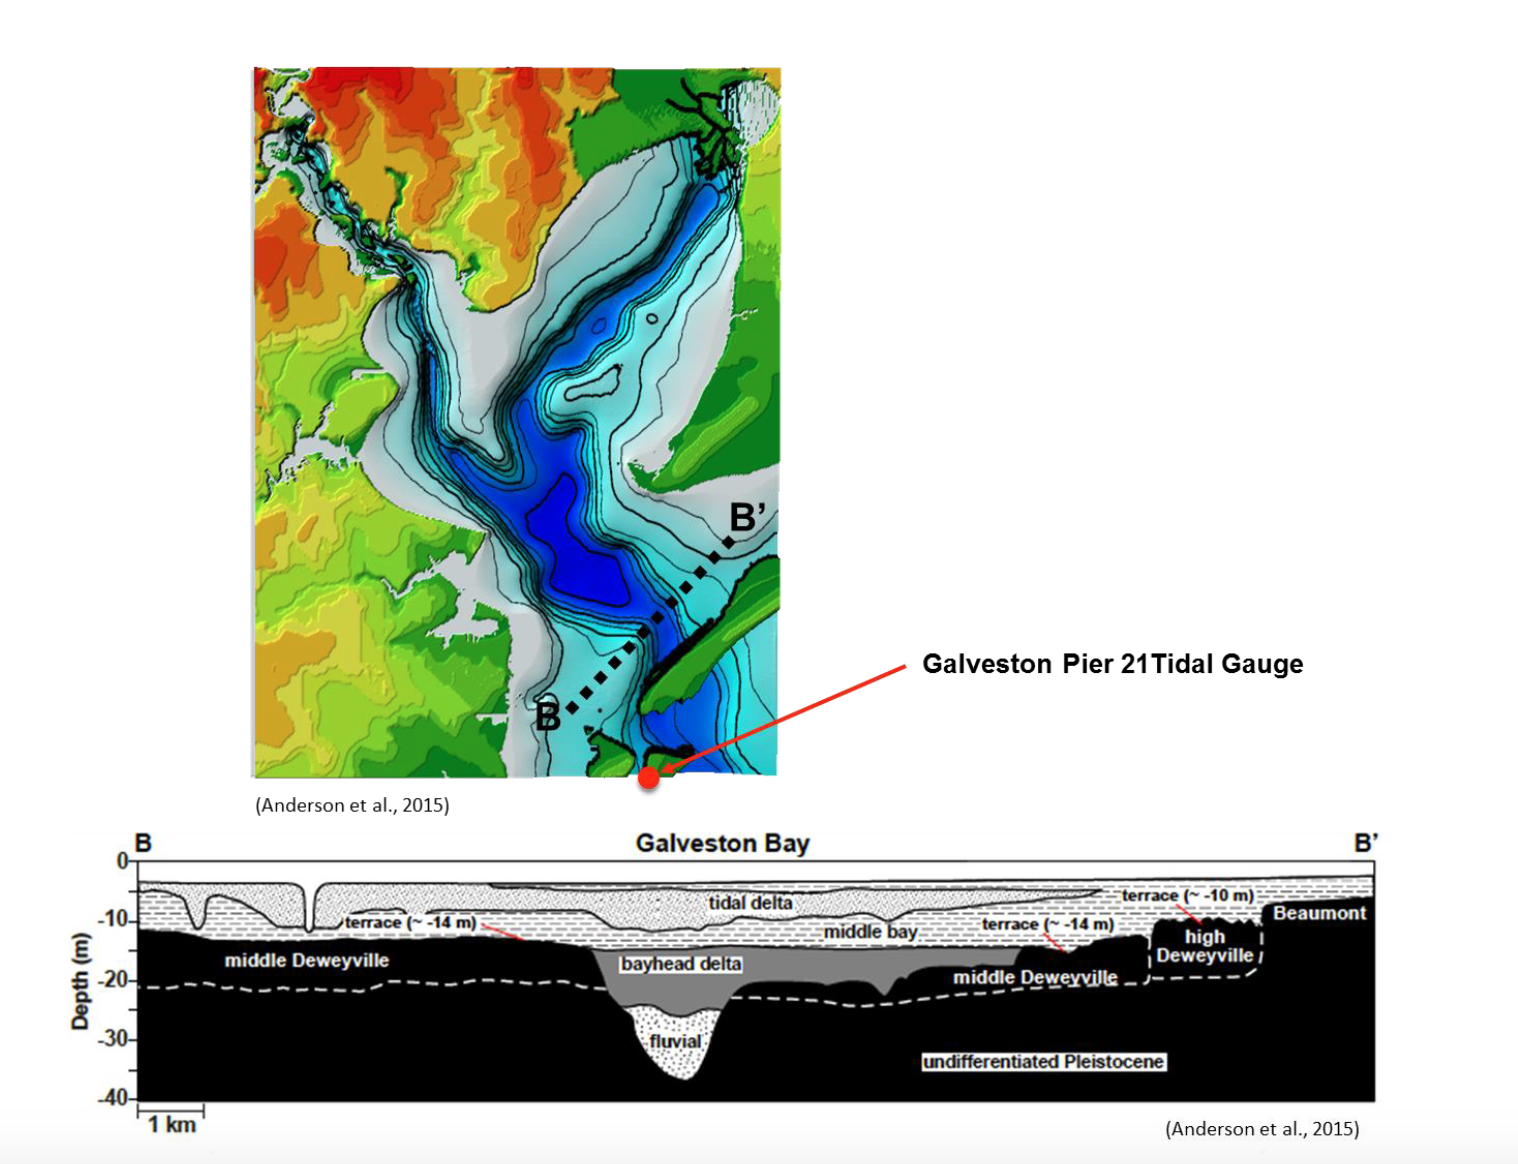 B’
Galveston Pier 21Tidal Gauge
B
(Anderson et al., 2015)
B
Galveston Bay
B’
0
-10
-20
-30
-40
Depth (m)
terrace (~ -14 m)
tidal delta
middle bay
terrace (~ -10 m)
terrace (~ -14 m)
Beaumont
high
Deweyville
middle Deweyville
bayhead delta
middle Deweyville
fluvial
undifferentiated Pleistocene
1 km
(Anderson et al., 2015)